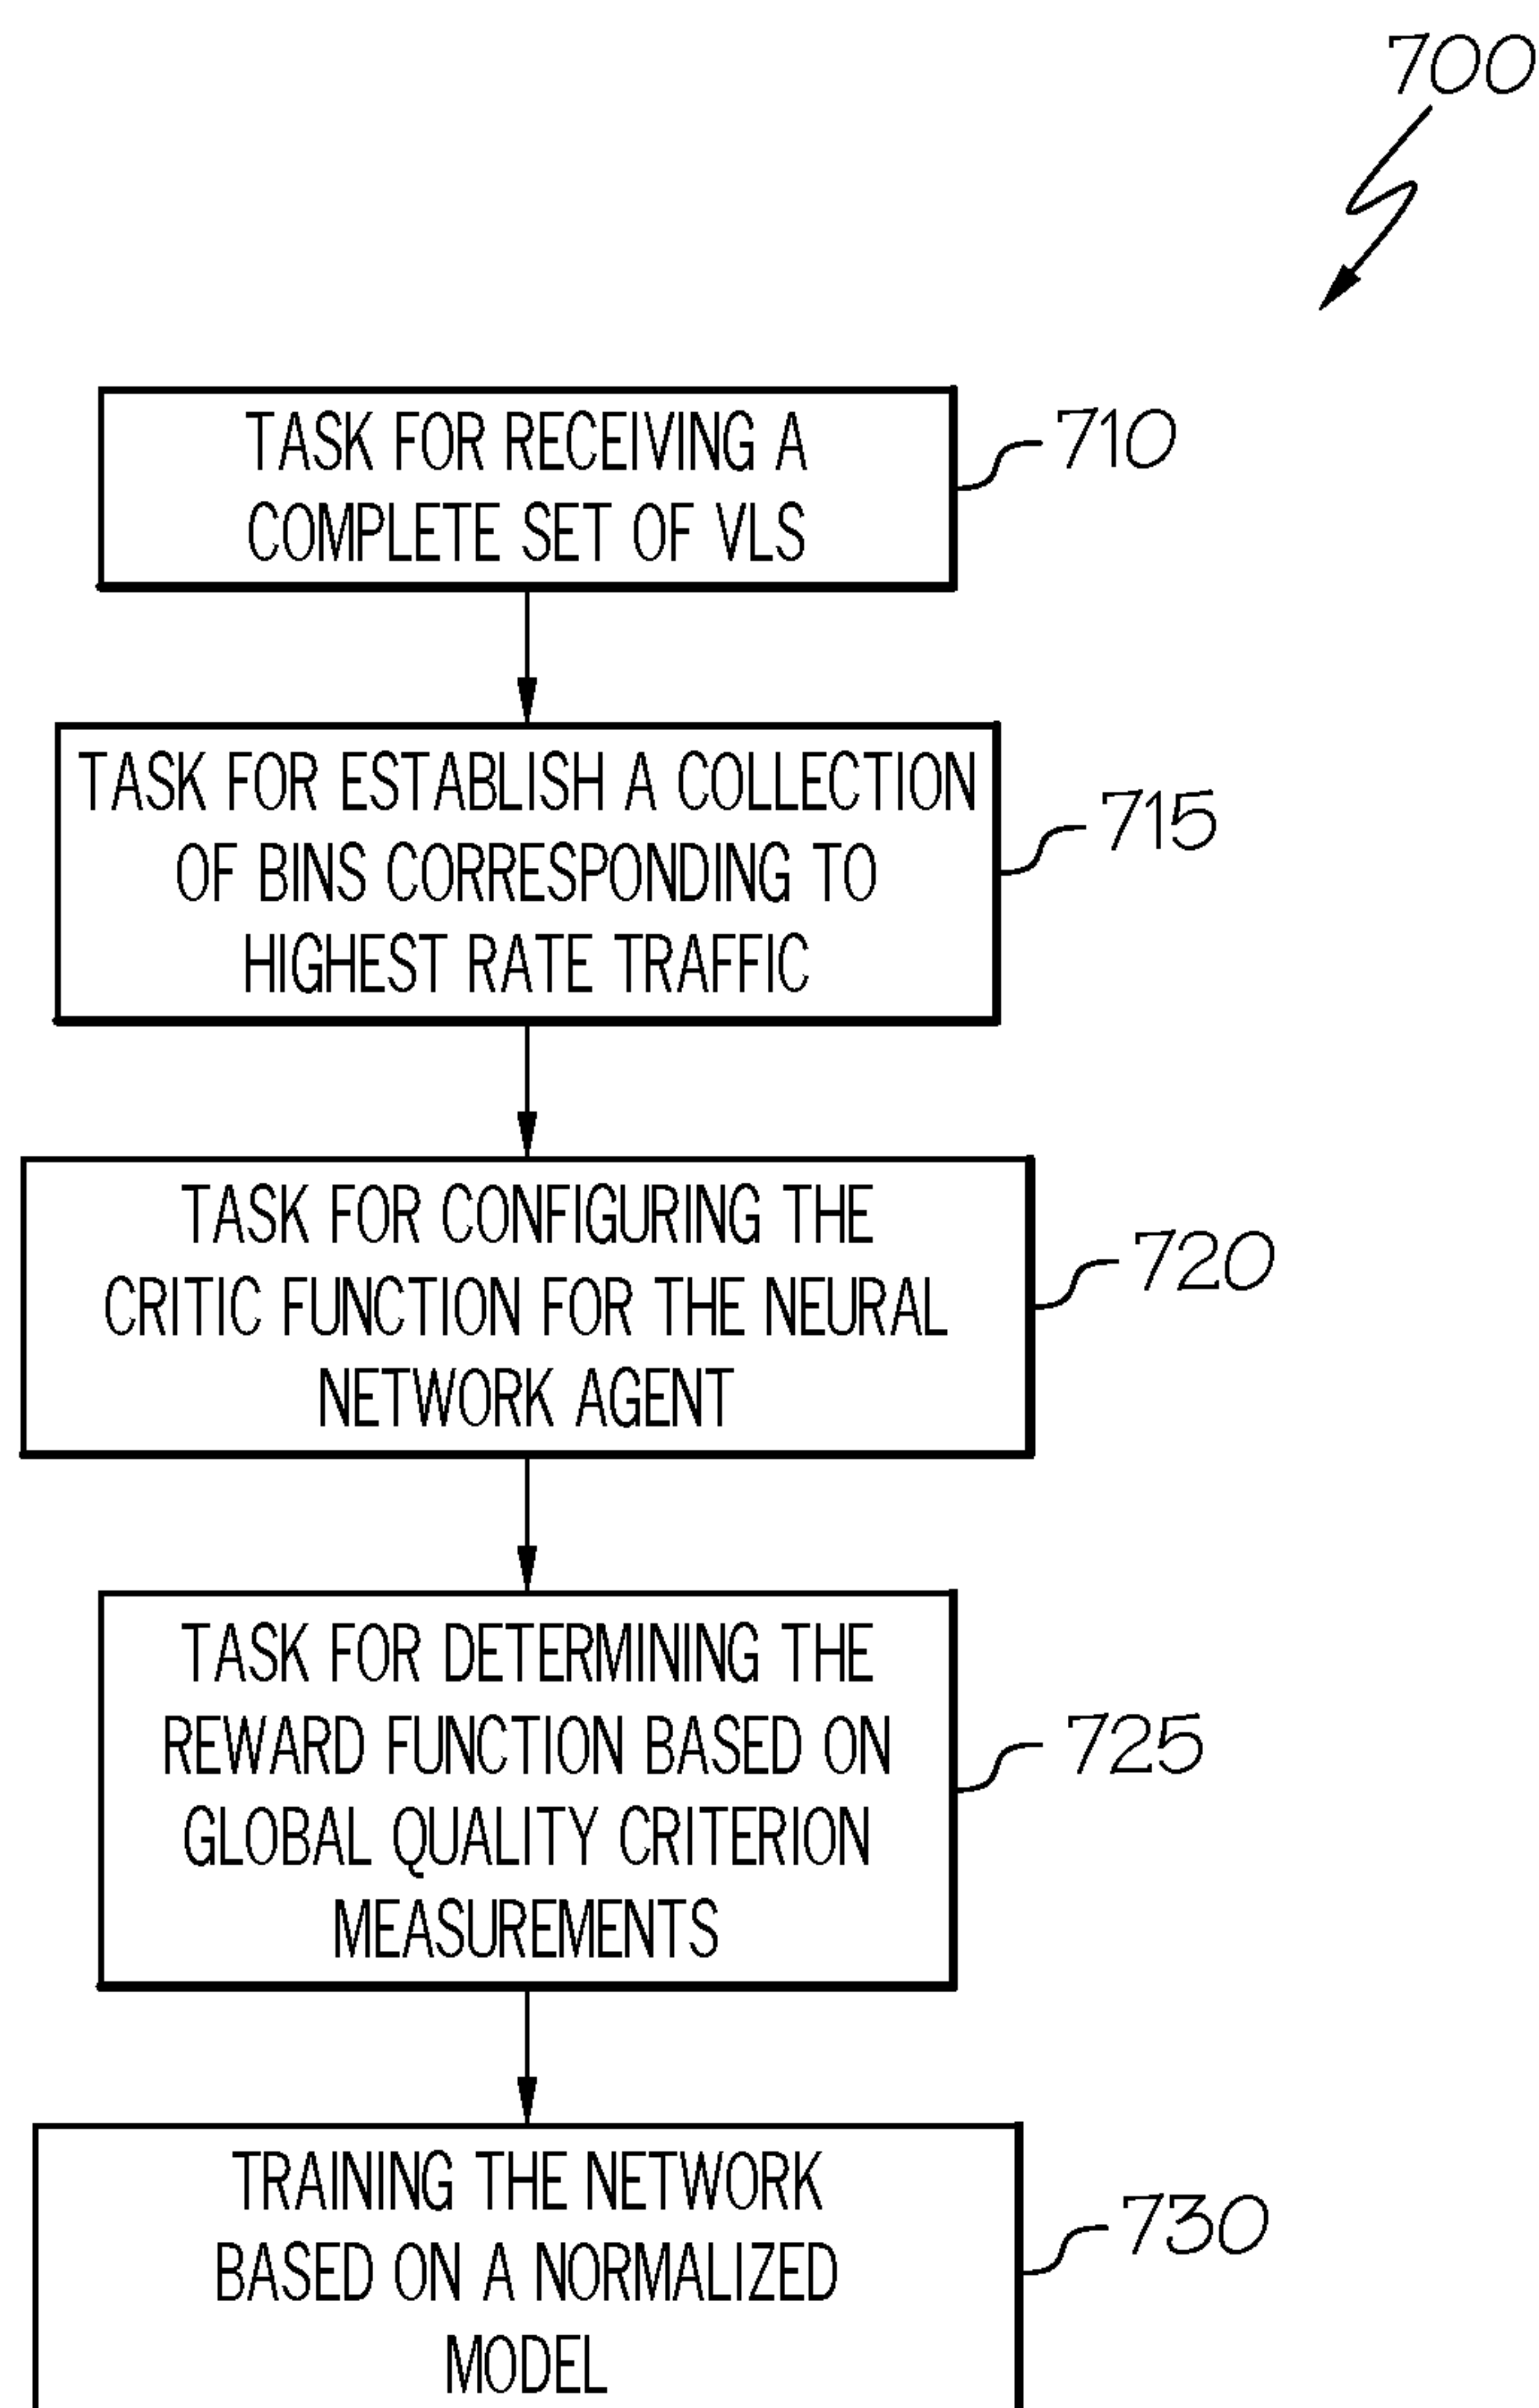 700
TASK FOR RECEIVING A
COMPLETE SET OF VLS
710
TASK FOR ESTABLISH A COLLECTION
OF BINS CORRESPONDING TO
HIGHEST RATE TRAFFIC
715
TASK FOR CONFIGURING THE
CRITIC FUNCTION FOR THE NEURAL
NETWORK AGENT
720
TASK FOR DETERMINING THE
REWARD FUNCTION BASED ON
GLOBAL QUALITY CRITERION
MEASUREMENTS
725
TRAINING THE NETWORK
BASED ON A NORMALIZED
MODEL
730